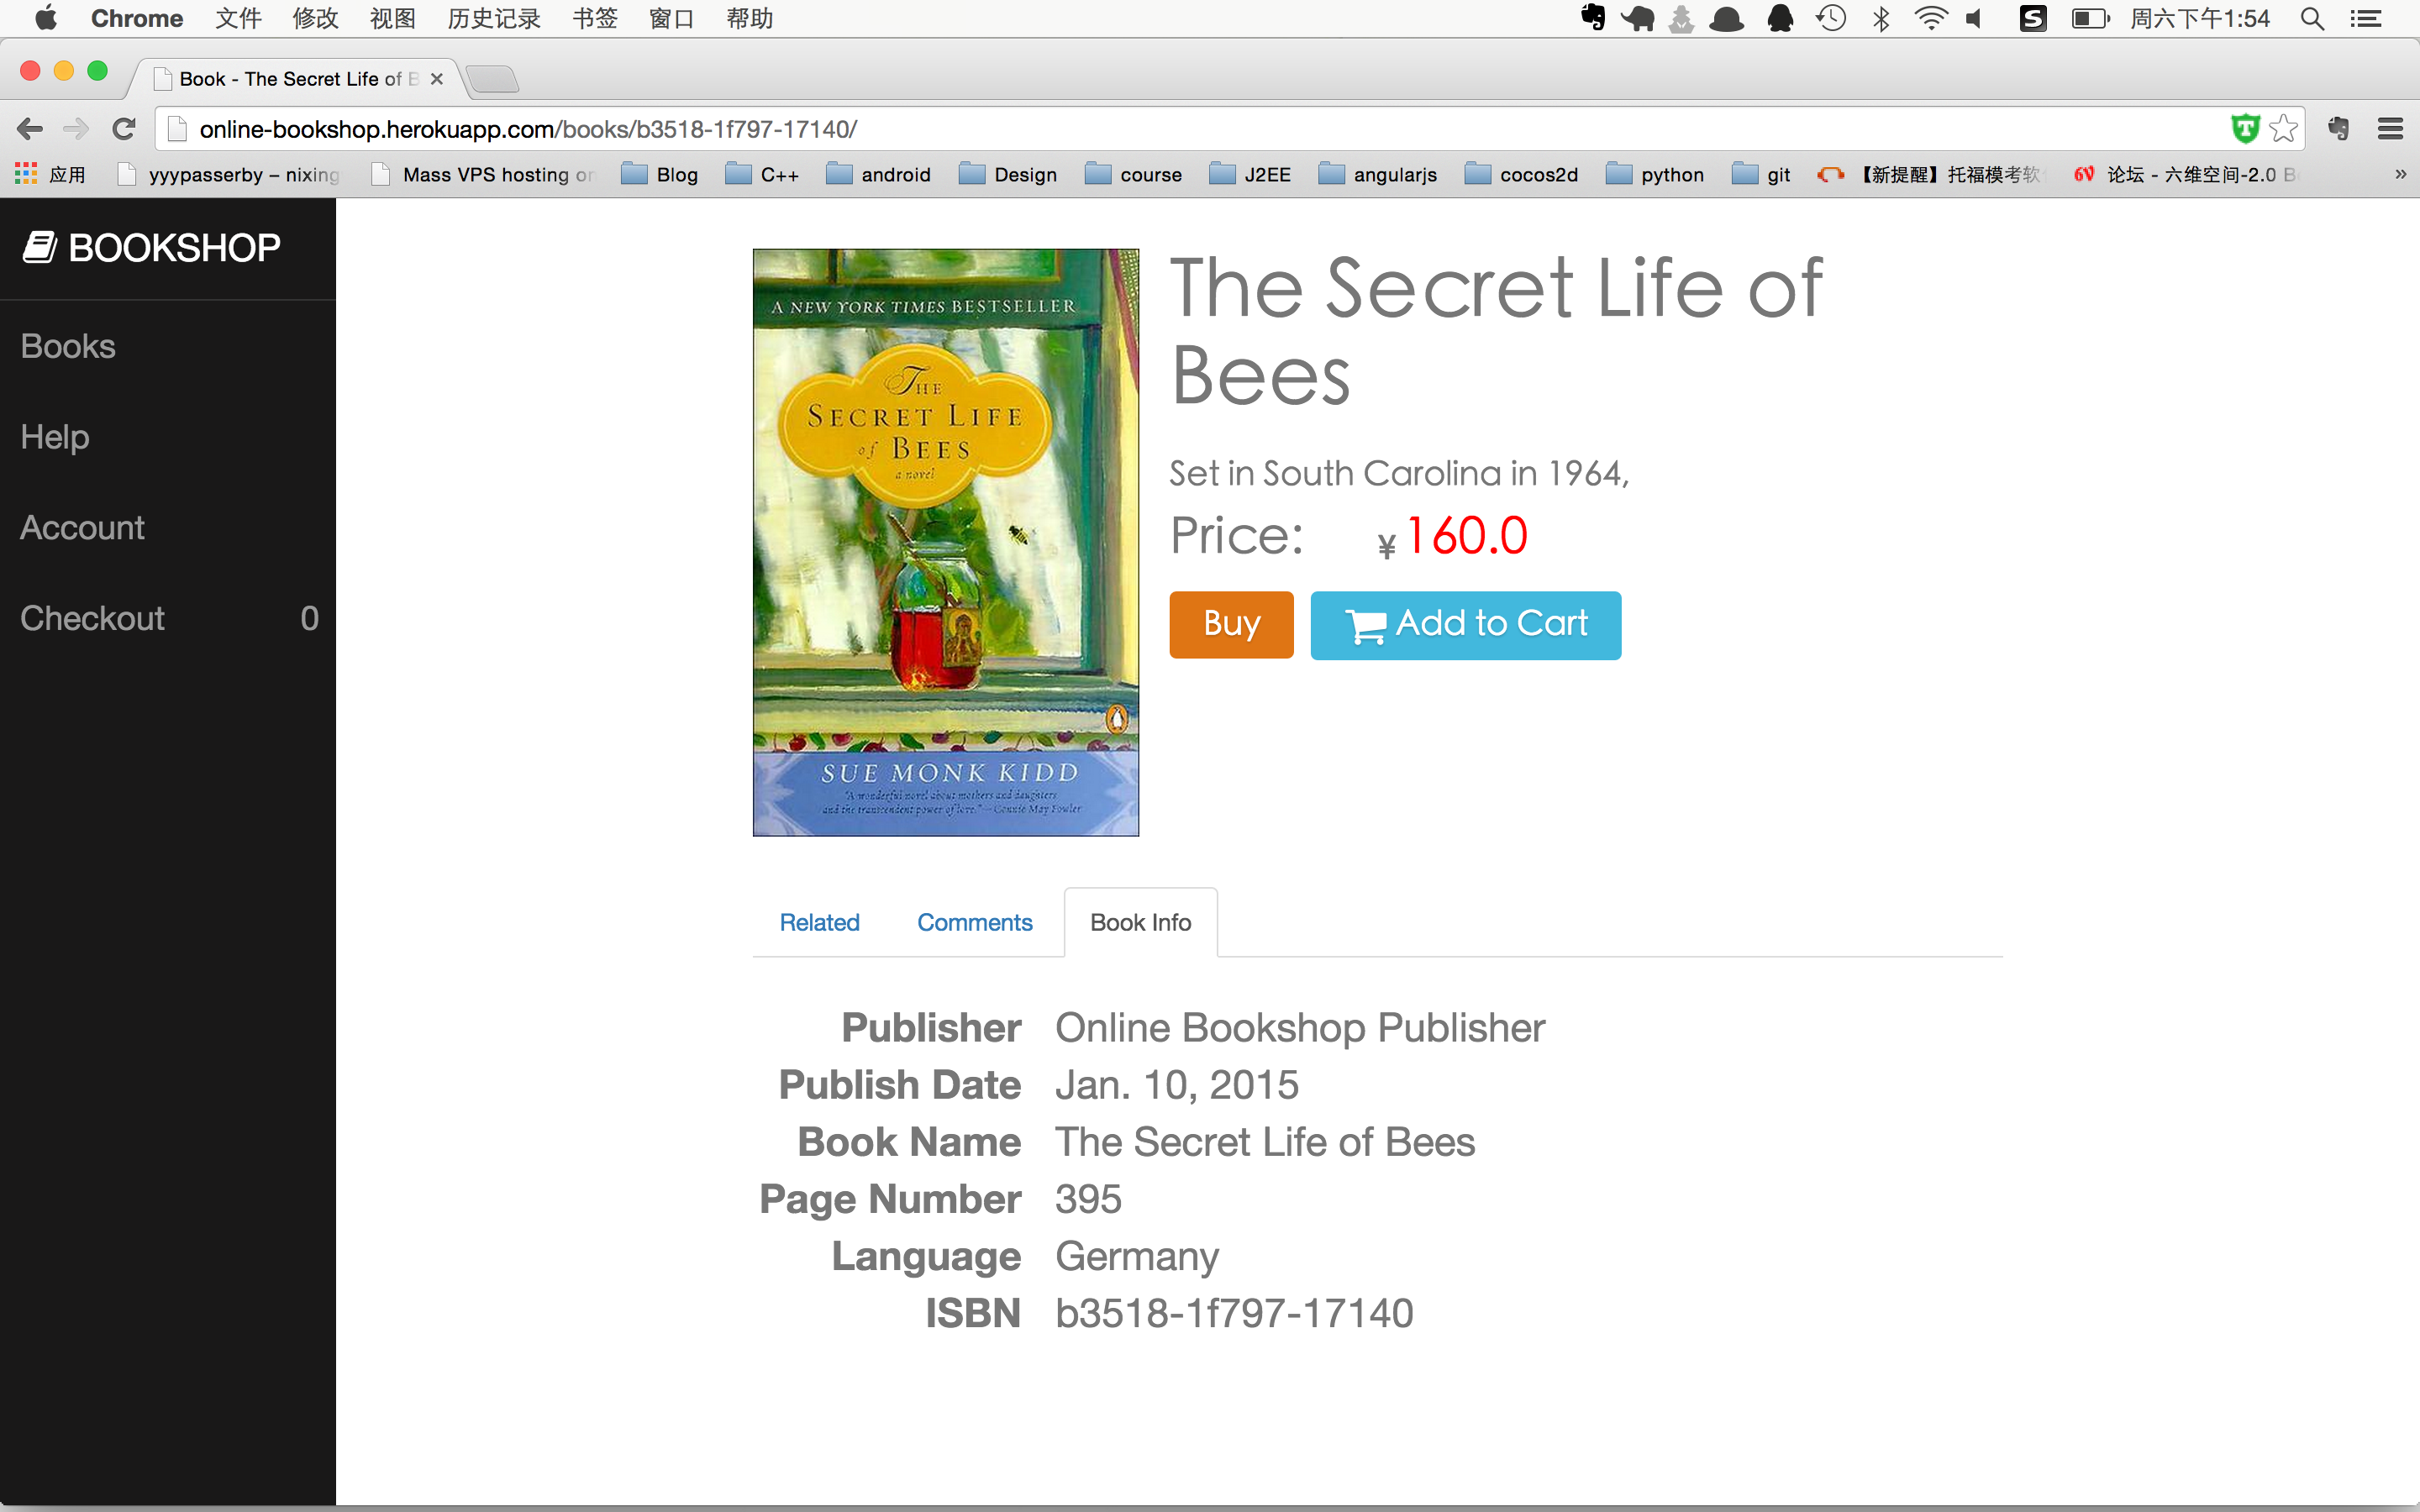 Chrome 文件 修改 视图 历史记录 书签 窗口 帮助 周六下午1:54
Book - The Secret Life of B
online-bookshop.herokuapp.com/books/b3518-1f797-17140/
应用 yyypasserby – nixing Mass VPS hosting on Blog C++ android Design course J2EE angularjs cocos2d python git 【新提醒】托福模考软 论坛 - 六维空间-2.0 B »
BOOKSHOP
Books
Help
Account
Checkout 0
A NEW YORK TIMES BESTSELLER
THE
SECRET LIFE
of BEES
a novel
SUE MONK KIDD
"A wonderful novel about mothers and daughters
and the transcendent power of love." —Connie May Fowler
The Secret Life of
Bees
Set in South Carolina in 1964,
Price: ¥ 160.0
Buy Add to Cart
Related Comments Book Info
Publisher Online Bookshop Publisher
Publish Date Jan. 10, 2015
Book Name The Secret Life of Bees
Page Number 395
Language Germany
ISBN b3518-1f797-17140